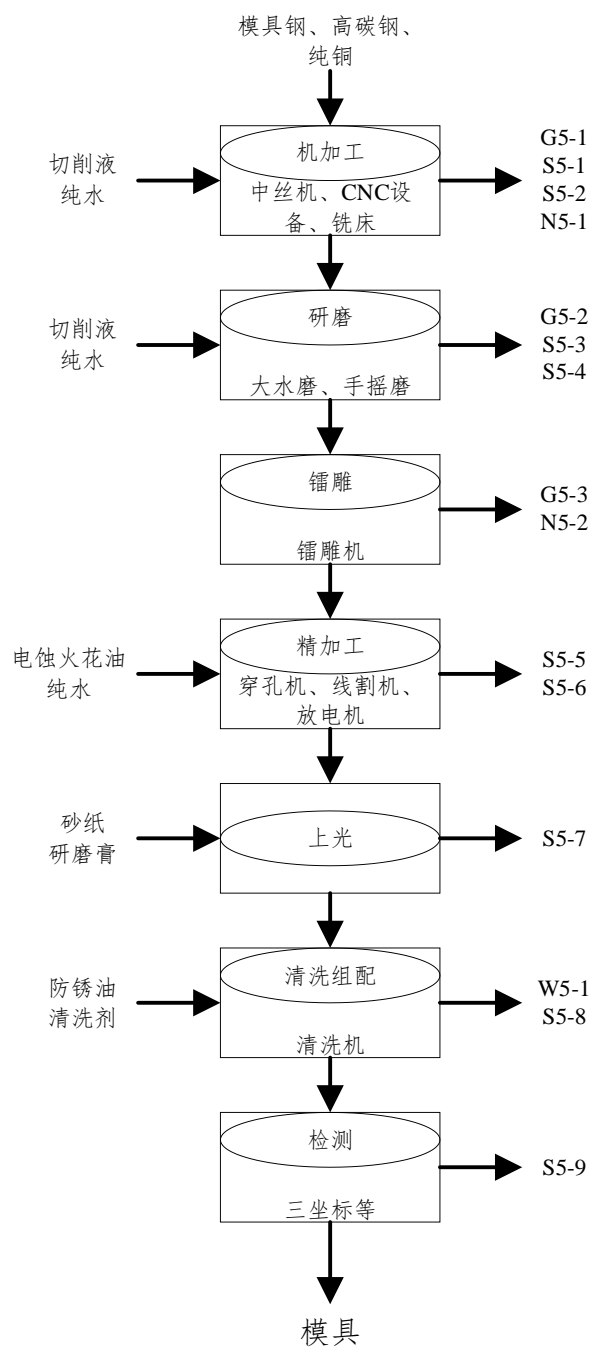 模具钢、高碳钢、
纯铜
机加工
切削液
纯水
中丝机、CNC设
备、铣床
G5-1
S5-1
S5-2
N5-1
研磨
切削液
纯水
大水磨、手摇磨
G5-2
S5-3
S5-4
镭雕
镭雕机
G5-3
N5-2
精加工
电蚀火花油
纯水
穿孔机、线割机、
放电机
S5-5
S5-6
砂纸
研磨膏
上光
S5-7
清洗组配
防锈油
清洗剂
清洗机
W5-1
S5-8
检测
三坐标等
S5-9
模具